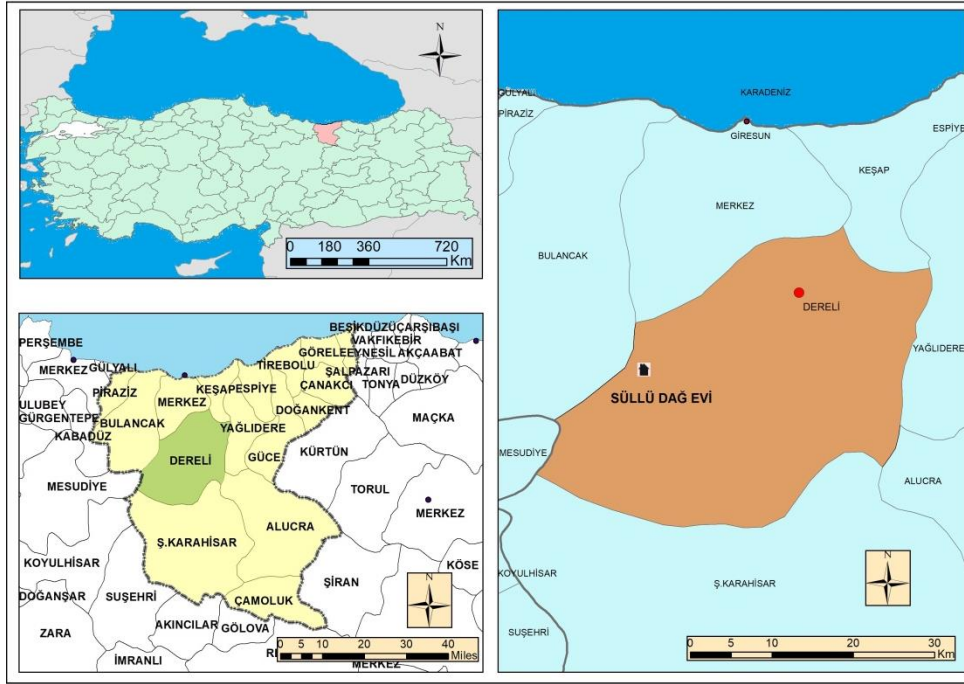 N
0 180 360 720
Km
PERŞEMBE
MERKEZ
GÜLYALI
PİRAZİZ
ULUBEY
GÜRGENTEPE
KABADÜZ
BULANCAK
MERKEZ
KEŞAP
ESPİYE
TİREBOLU
GÖRELE
EYNESİL
BEŞİKDÜZÜ
ÇARŞIBAŞI
VAKFIKEBİR
AKÇAABAT
ŞALPAZARI
ÇANAKCI
TONYA
DÜZKÖY
DOĞANKENT
MAÇKA
YAĞLIDERE
DERELİ
GÜCE
KÜRTÜN
MESUDİYE
TORUL
MERKEZ
ALUCRA
Ş.KARAHİSAR
KOYULHİSAR
KÖSE
ŞİRAN
DOĞANŞAR
SUŞEHRİ
ÇAMOLUK
AKINCILAR
GÖLOVA
ZARA
İMRANLI
MERKEZ
N
0 5 10 20 30 40
Miles
GÜLYALI
PİRAZİZ
KARADENİZ
GİRESUN
ESPİYE
KEŞAP
MERKEZ
BULANCAK
DERELİ
YAĞLIDERE
SÜLLÜ DAĞ EVİ
MESUDİYE
ALUCRA
KOYULHİSAR
Ş.KARAHİSAR
SUŞEHRİ
N
0 5 10 20 30
Km